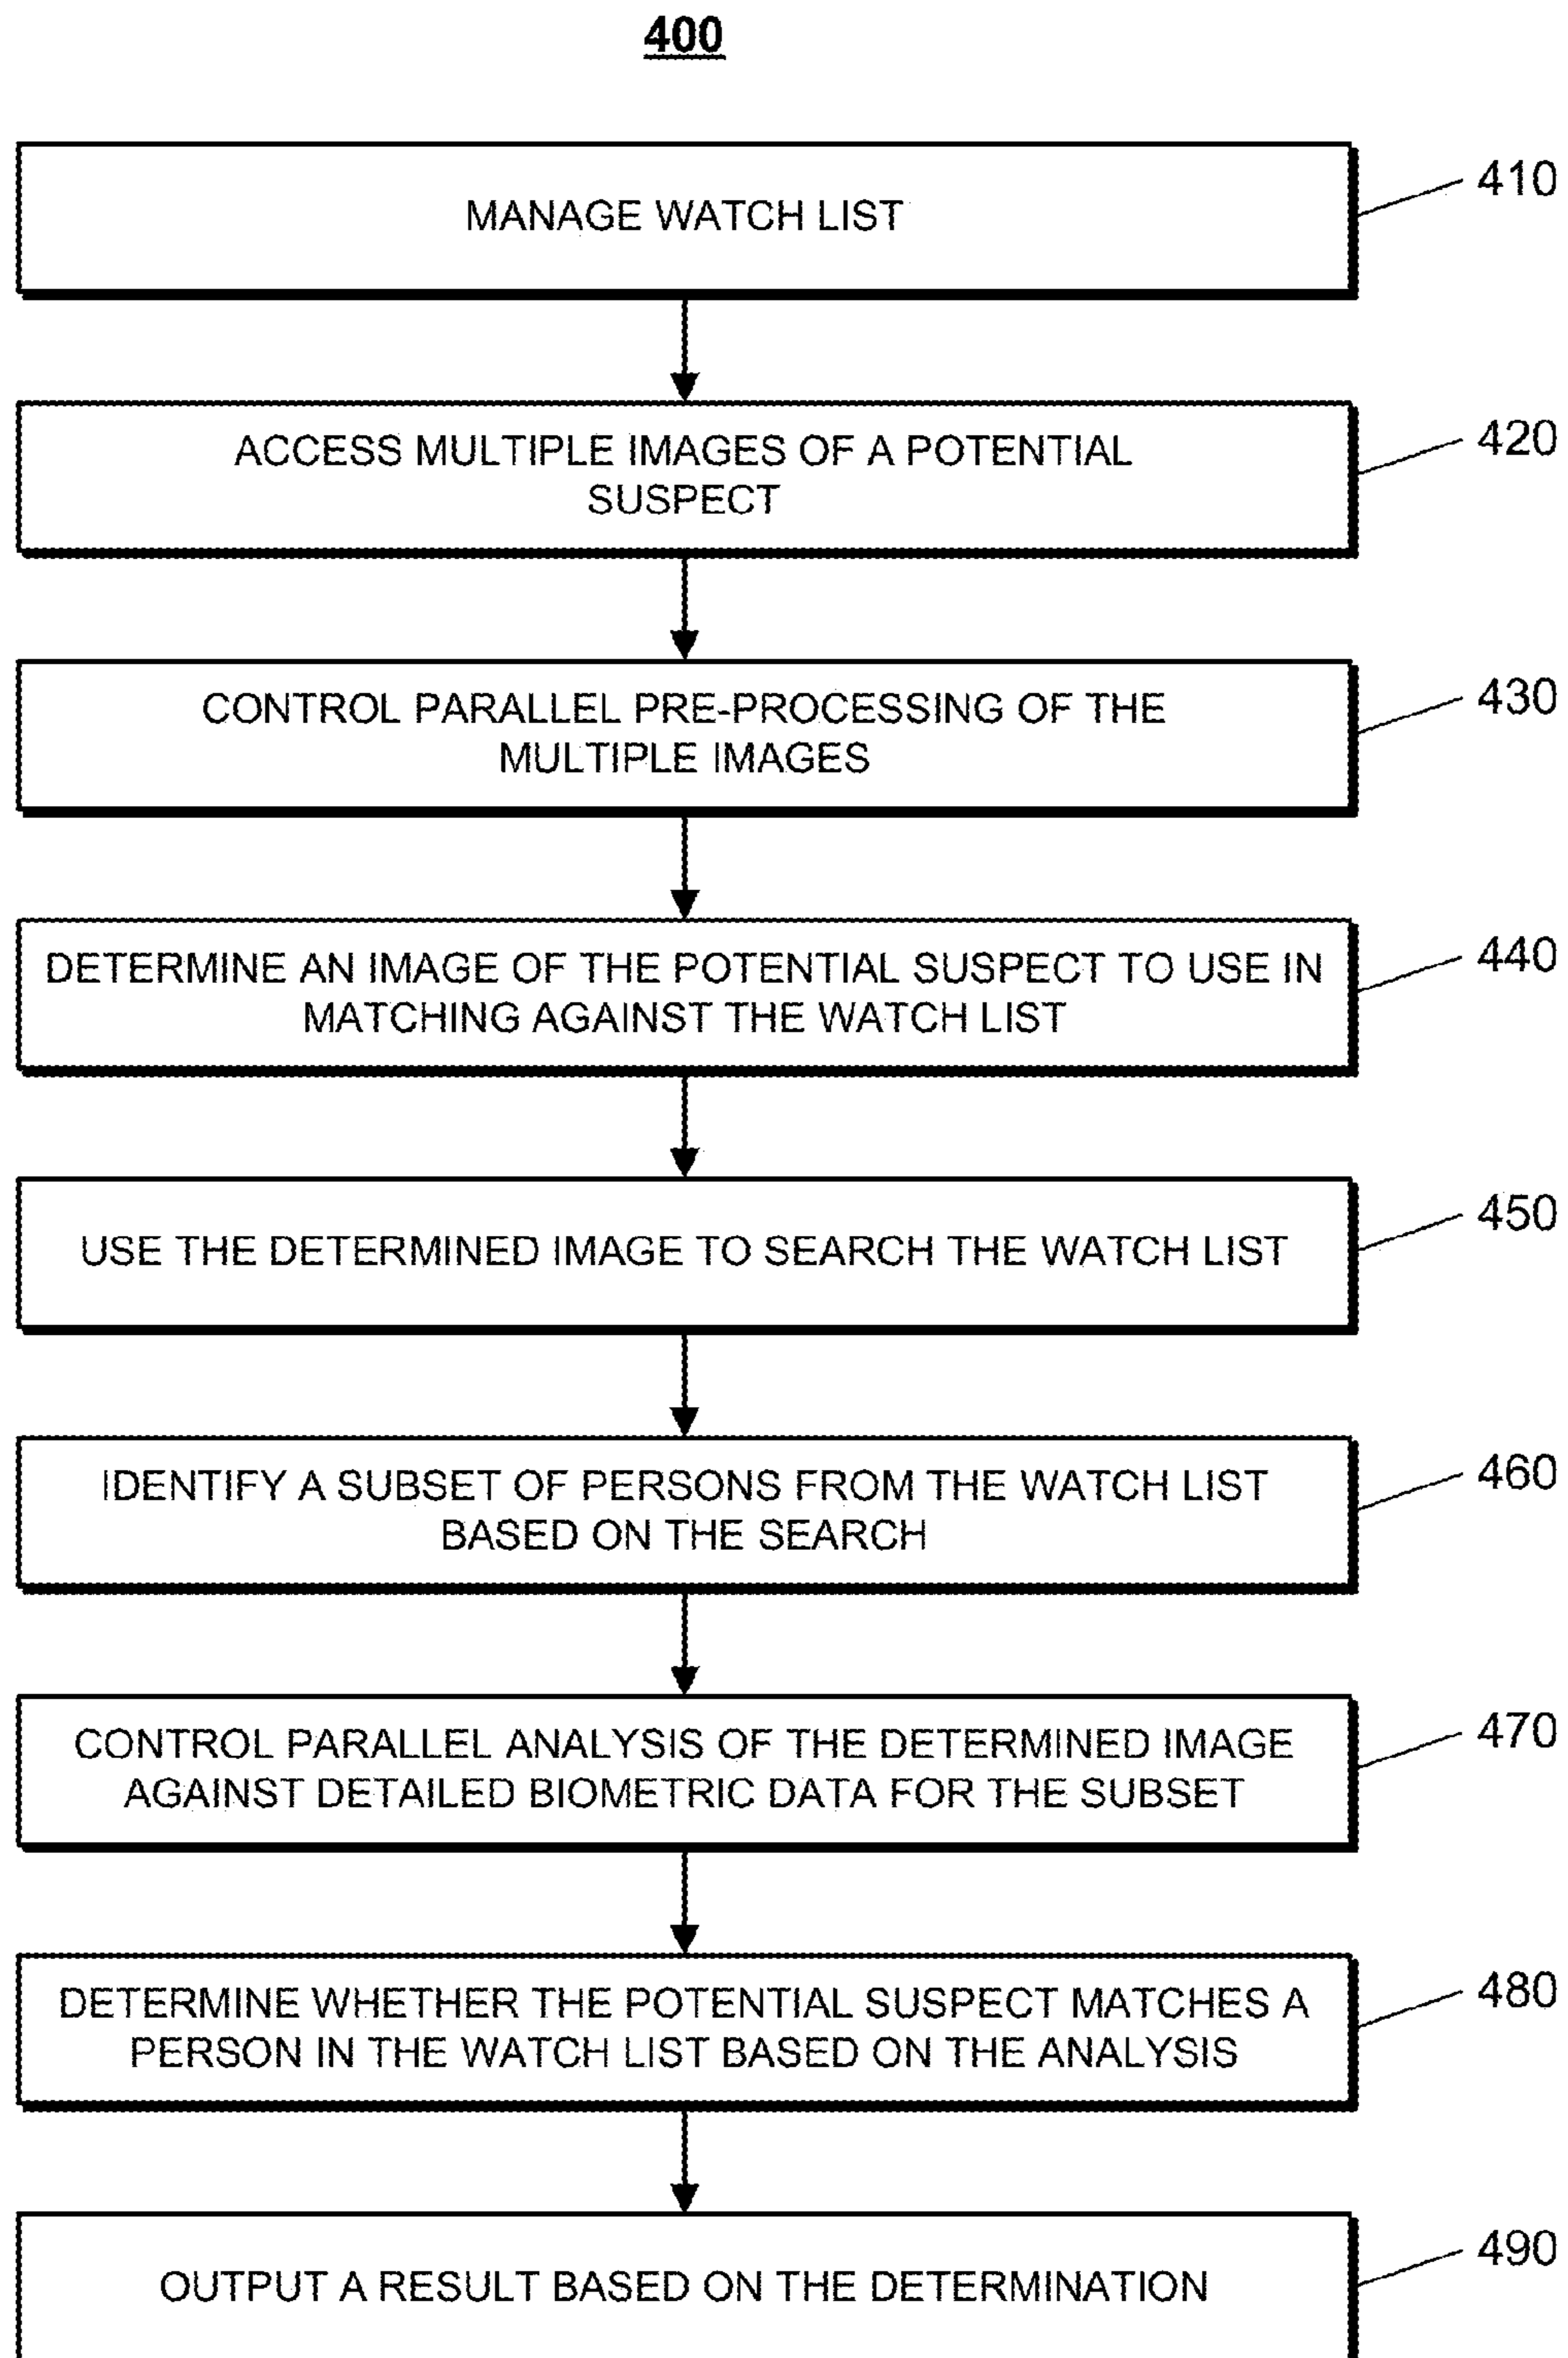 400
MANAGE WATCH LIST
410
ACCESS MULTIPLE IMAGES OF A POTENTIAL
SUSPECT
420
CONTROL PARALLEL PRE-PROCESSING OF THE
MULTIPLE IMAGES
430
DETERMINE AN IMAGE OF THE POTENTIAL SUSPECT TO USE IN
MATCHING AGAINST THE WATCH LIST
440
USE THE DETERMINED IMAGE TO SEARCH THE WATCH LIST
450
IDENTIFY A SUBSET OF PERSONS FROM THE WATCH LIST
BASED ON THE SEARCH
460
CONTROL PARALLEL ANALYSIS OF THE DETERMINED IMAGE
AGAINST DETAILED BIOMETRIC DATA FOR THE SUBSET
470
DETERMINE WHETHER THE POTENTIAL SUSPECT MATCHES A
PERSON IN THE WATCH LIST BASED ON THE ANALYSIS
480
OUTPUT A RESULT BASED ON THE DETERMINATION
490